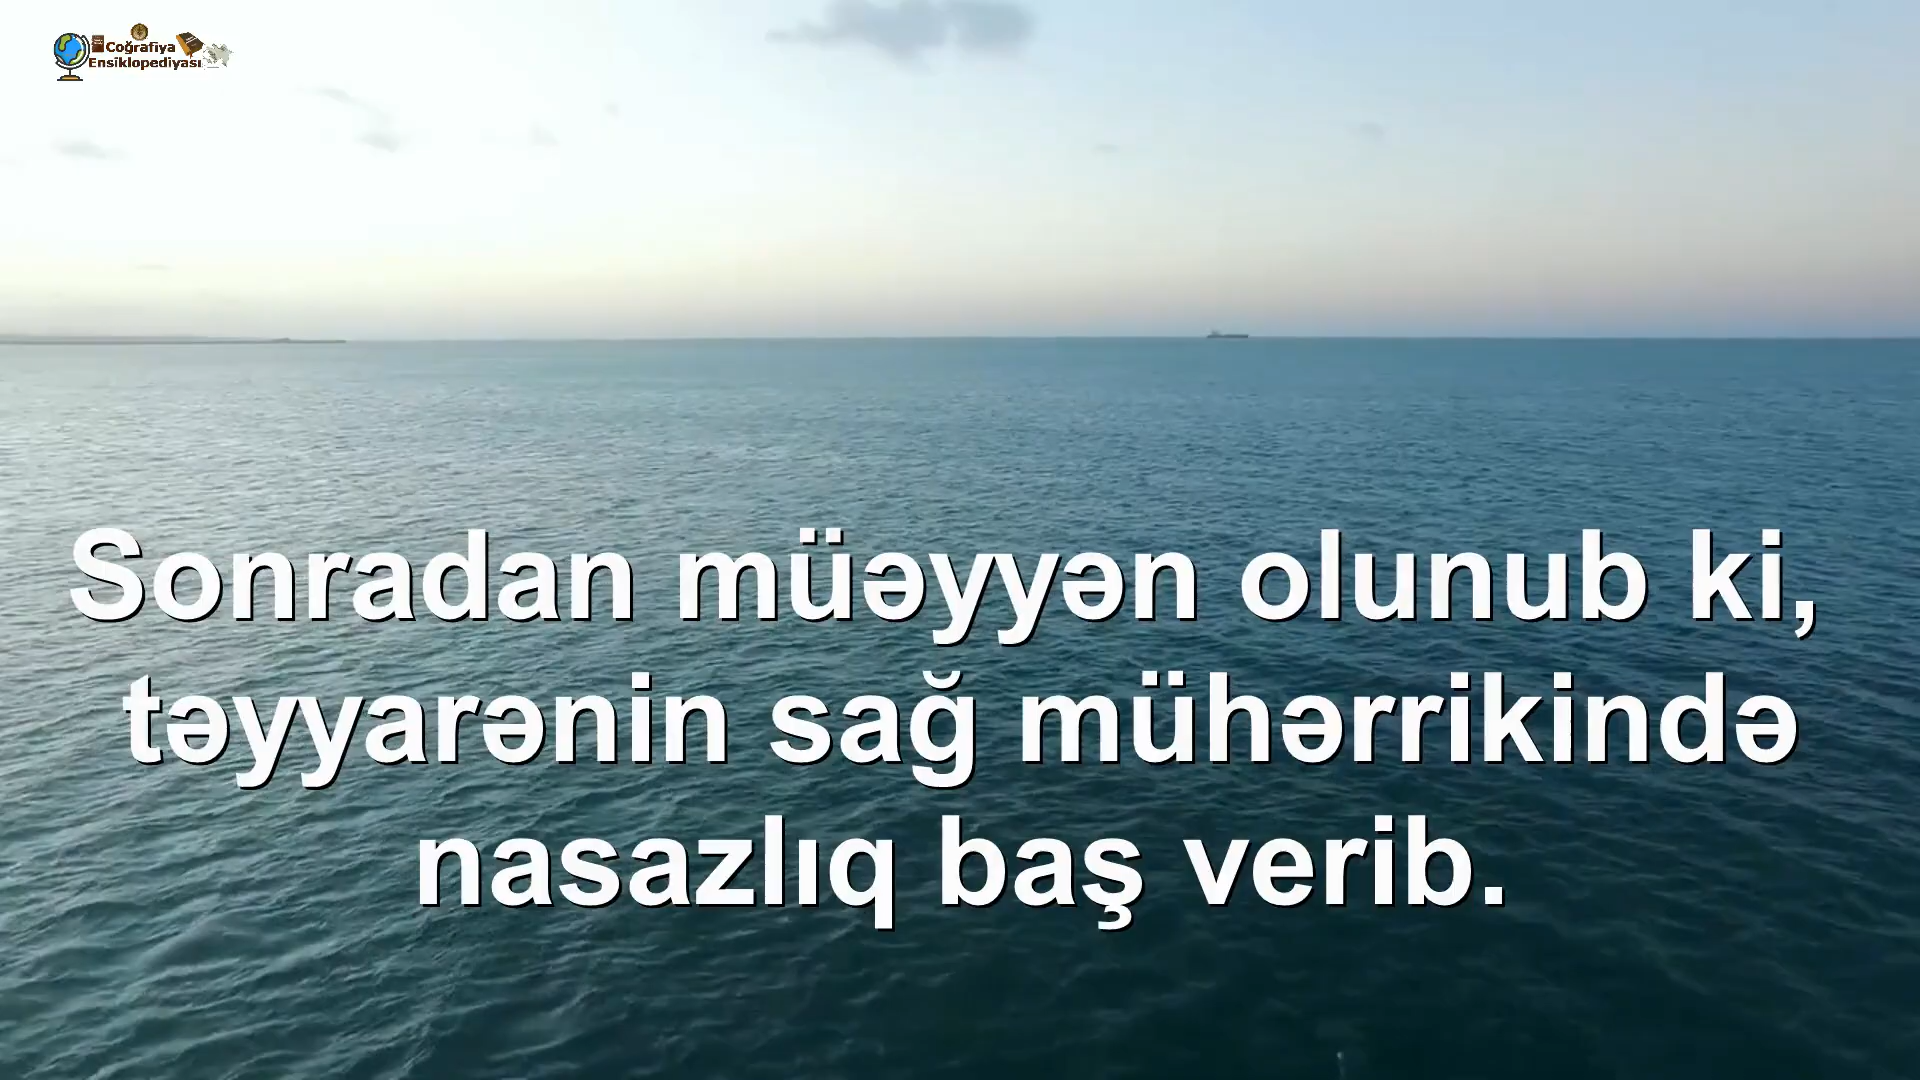 Coğrafiya
Ensiklopediyası
Sonradan müəyyən olunub ki,
təyyarənin sağ mühərrikində
nasazlıq baş verib.